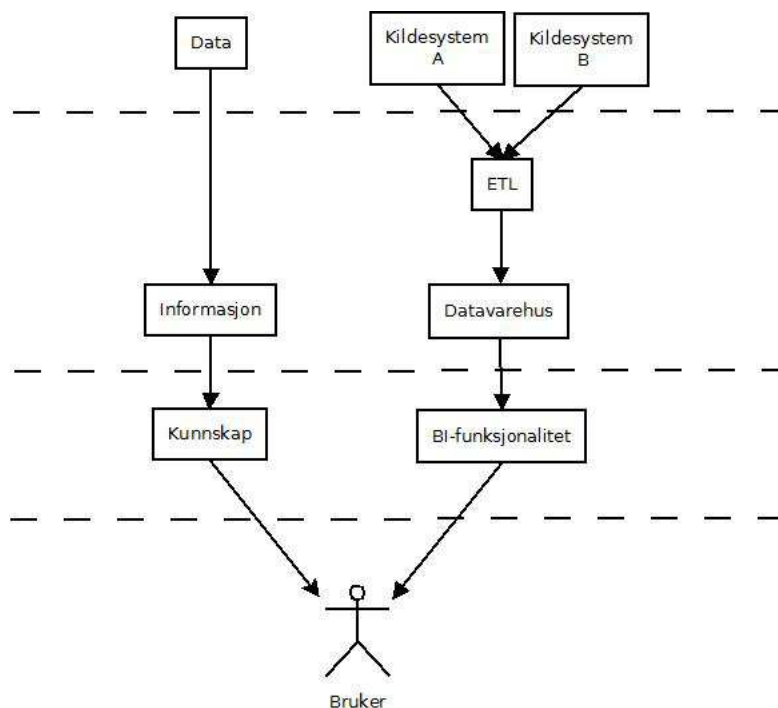 Data
Kildesystem
A
Kildesystem
B
ETL
Informasjon
Datavarehus
Kunnskap
BI-funksjonalitet
Bruker